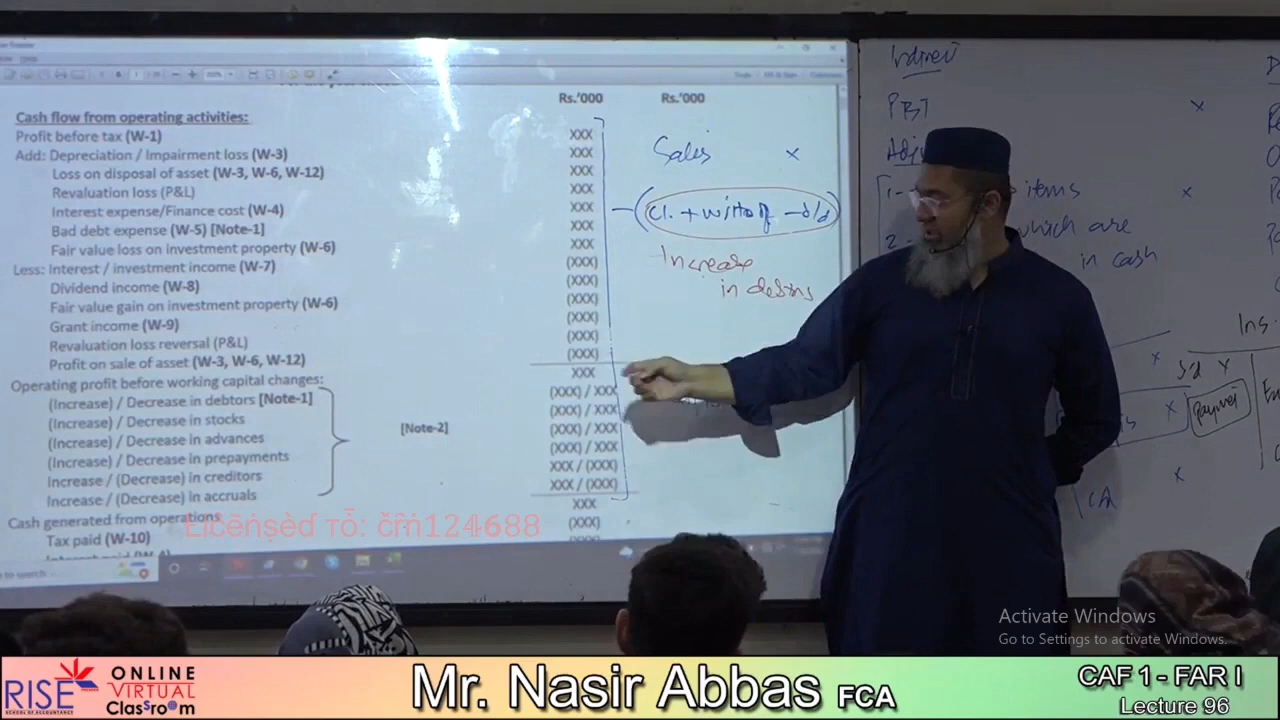 Rs.'000 Rs.'000
Cash flow from operating activities:
Profit before tax (W-1) XXX
Add: Depreciation / Impairment loss (W-3) XXX
Loss on disposal of asset (W-3, W-6, W-12) XXX
Revaluation loss (P&L) XXX
Interest expense/Finance cost (W-4) XXX
Bad debt expense (W-5) [Note-1] XXX
Fair value loss on investment property (W-6) XXX
Less: Interest / investment income (W-7) (XXX)
Dividend income (W-8) (XXX)
Fair value gain on investment property (W-6) (XXX)
Grant income (W-9) (XXX)
Revaluation loss reversal (P&L) (XXX)
Profit on sale of asset (W-3, W-6, W-12) (XXX)
Operating profit before working capital changes: XXX
(Increase) / Decrease in debtors [Note-1] (XXX) / XXX
(Increase) / Decrease in stocks (XXX) / XXX
(Increase) / Decrease in advances [Note-2] (XXX) / XXX
(Increase) / Decrease in prepayments (XXX) / XXX
Increase / (Decrease) in creditors XXX / (XXX)
Increase / (Decrease) in accruals XXX / (XXX)
Cash generated from operations XXX
Tax paid (W-10) (XXX)
Sales x
Increase
in debtors
Indirect
PBT x
items x
which are
in cash
Activate Windows
Go to Settings to activate Windows.
RISE
SCHOOL OF ACCOUNTANCY
ONLINE
VIRTUAL
ClasSroom
Mr. Nasir Abbas FCA
CAF 1 - FAR I
Lecture 96